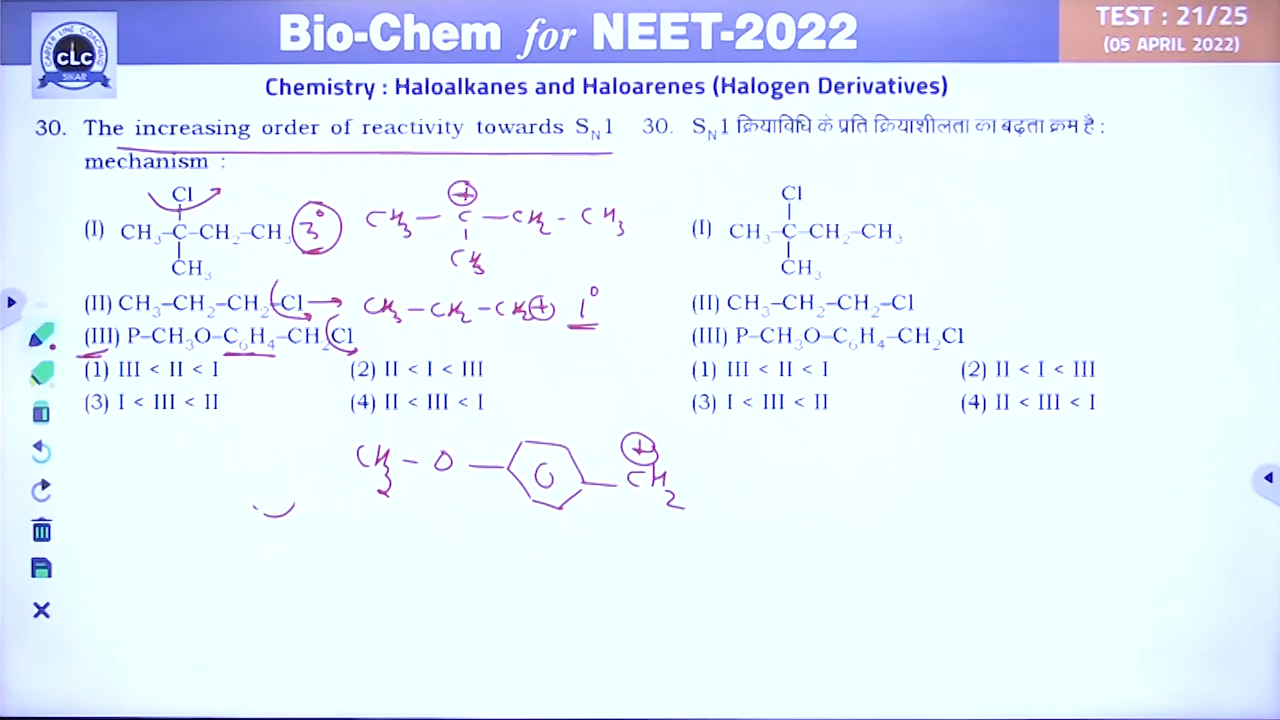 Bio-Chem for NEET-2022
TEST : 21/25
(05 APRIL 2022)
CAREER LINE COACHING
CLC
SIKAR
Chemistry : Haloalkanes and Haloarenes (Halogen Derivatives)
30. The increasing order of reactivity towards S_N1
mechanism :
Cl
(I) CH₃–C–CH₂–CH₃
CH₃
3°
CH₃ – C – CH₂ – CH₃
+
CH₃
(II) CH₃–CH₂–CH₂–Cl
CH₃ – CH₂ – CH₂ + 1°
(III) P–CH₃O–C₆H₄–CH₂Cl
(1) III < II < I (2) II < I < III
(3) I < III < II (4) II < III < I
CH₃ – O – CH₂
+
30. S_N1 क्रियाविधि के प्रति क्रियाशीलता का बढ़ता क्रम है :
Cl
(I) CH₃–C–CH₂–CH₃
CH₃
(II) CH₃–CH₂–CH₂–Cl
(III) P–CH₃O–C₆H₄–CH₂Cl
(1) III < II < I (2) II < I < III
(3) I < III < II (4) II < III < I